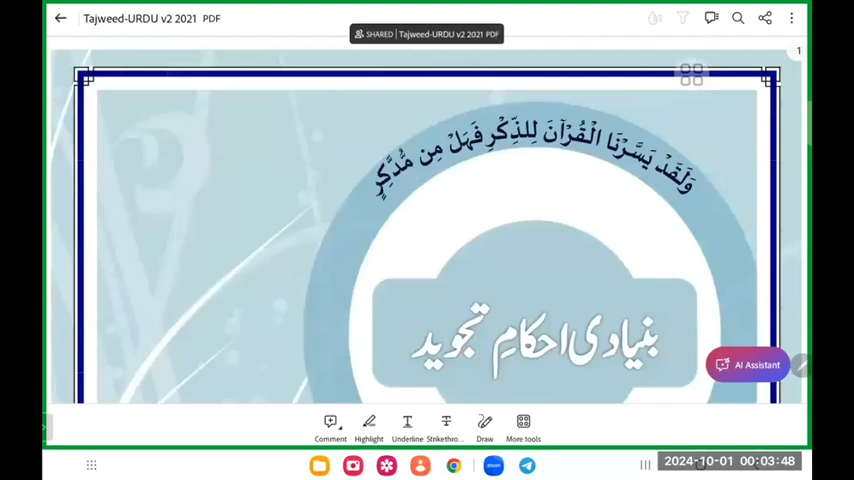 Tajweed-URDU v2 2021 PDF
SHARED | Tajweed-URDU v2 2021 PDF
1
وَلَقَدْ يَسَّرْنَا الْقُرْآنَ لِلذِّكْرِ فَهَلْ مِن مُّدَّكِرٍ
بنیادی احکامِ تجوید
AI Assistant
Comment Highlight Underline Strikethro... Draw More tools
zoom
2024-10-01 00:03:48